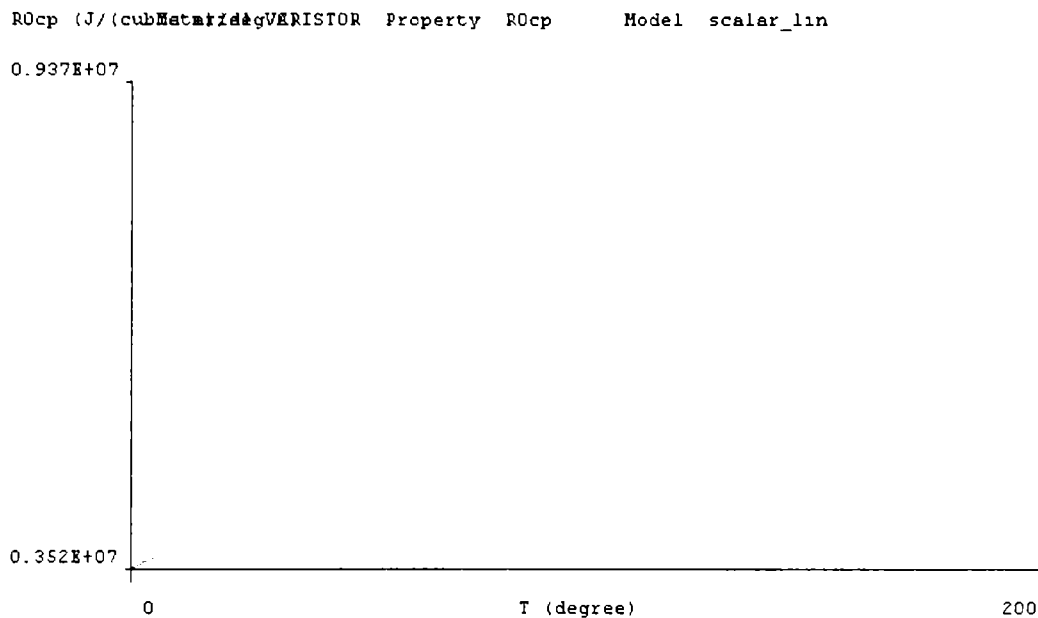 ROcp (J/(cub VARISTOR Property ROcp Model scalar_lin
0.937E+07
0.352E+07
0 T (degree) 200